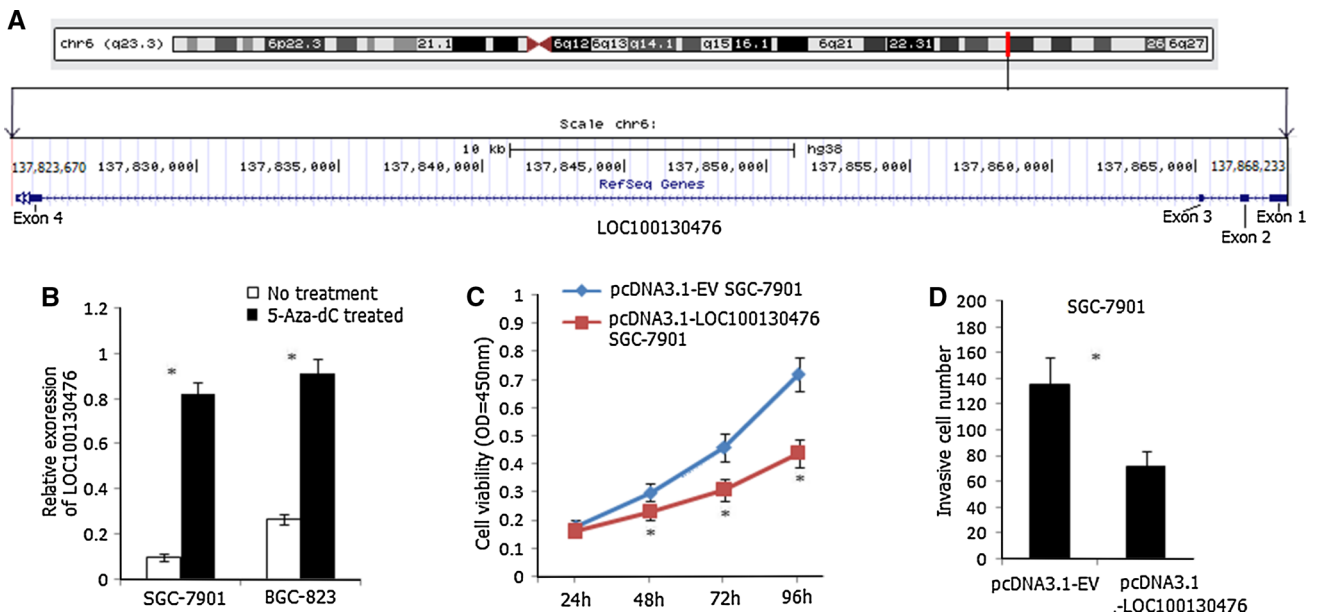 A
chr6 (q23.3) 6p22.3 21.1 6q12 6q13 q14.1 q15 16.1 6q21 22.31 26 6q27
Scale chr6:
10 kb hg38
137,823,670 137,830,000 137,835,000 137,840,000 137,845,000 137,850,000 137,855,000 137,860,000 137,865,000 137,868,233
RefSeq Genes
Exon 4 LOC100130476 Exon 3 Exon 2 Exon 1
B
No treatment
5-Aza-dC treated
Relative exoression
of LOC100130476
1.2
1
0.8
0.6
0.4
0.2
0
*
*
SGC-7901 BGC-823
C
pcDNA3.1-EV SGC-7901
pcDNA3.1-LOC100130476
SGC-7901
Cell viability (OD=450nm)
1
0.9
0.8
0.7
0.6
0.5
0.4
0.3
0.2
0.1
0
*
*
*
24h 48h 72h 96h
D
SGC-7901
Invasive cell number
200
180
160
140
120
100
80
60
40
20
0
*
pcDNA3.1-EV pcDNA3.1
.-LOC100130476